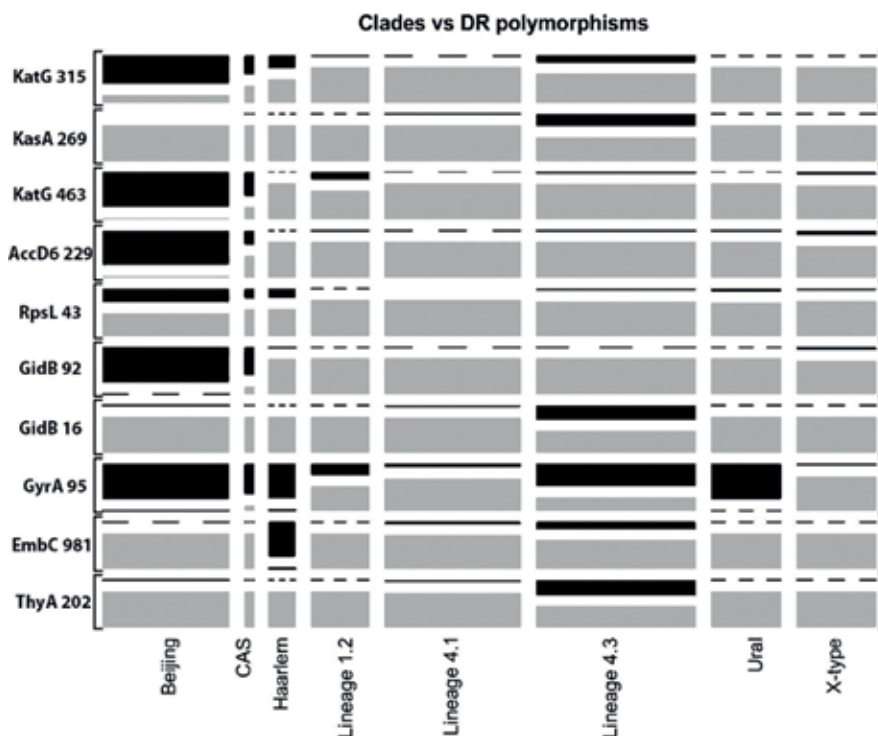 Clades vs DR polymorphisms
KatG 315
KasA 269
KatG 463
AccD6 229
RpsL 43
GidB 92
GidB 16
GyrA 95
EmbC 981
ThyA 202
Beijing
CAS
Haarlem
Lineage 1.2
Lineage 4.1
Lineage 4.3
Ural
X-type